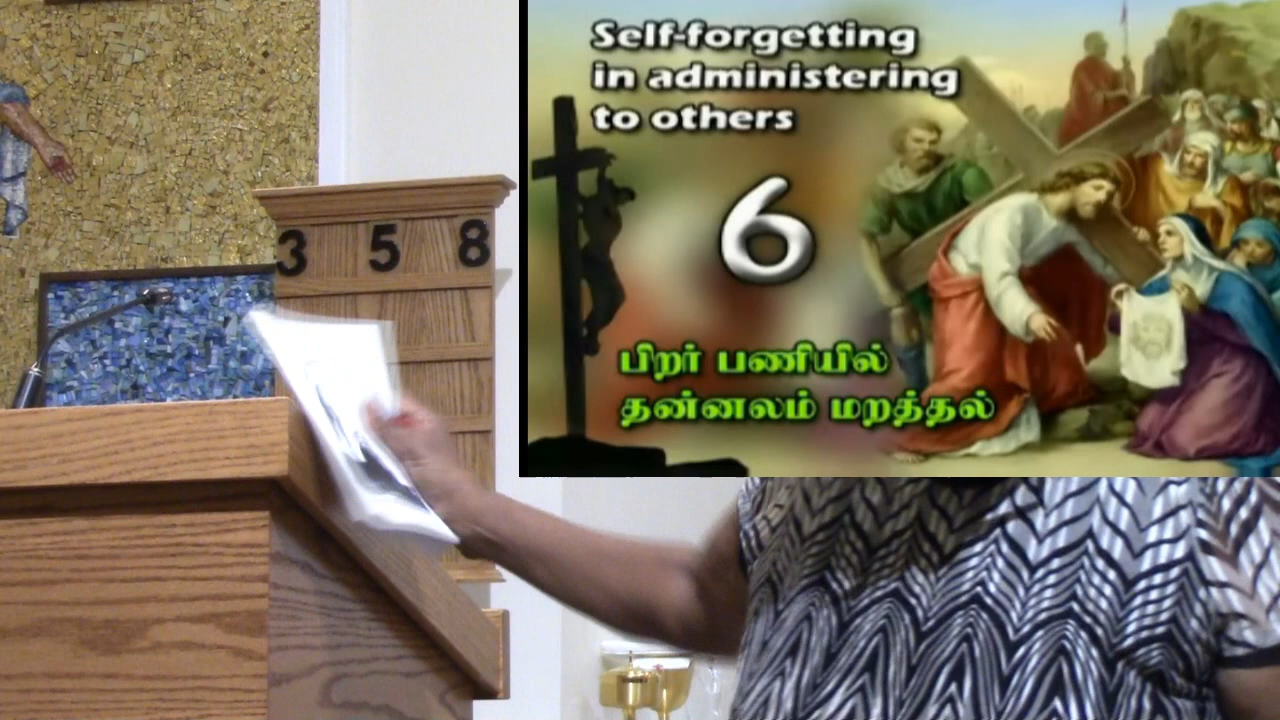 Self-forgetting
in administering
to others
6
பிறர் பணியில்
தன்னலம் மறத்தல்
3 5 8